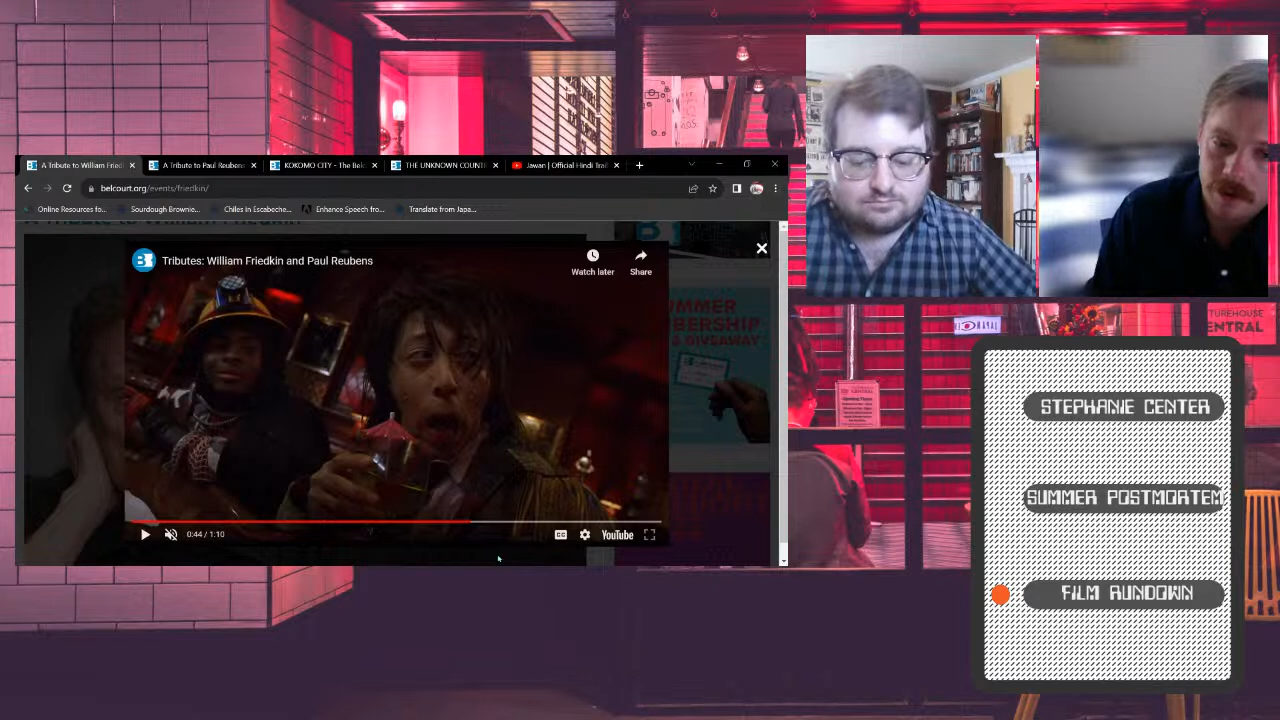 A Tribute to William Fried
A Tribute to Paul Reubens
KOKOMO CITY - The Bel
THE UNKNOWN COUNT
Jawan | Official Hindi Trai
belcourt.org/events/friedkin/
Online Resources fo...
Sourdough Brownie...
Chiles in Escabeche...
Enhance Speech fro...
Translate from Japa...
Tributes: William Friedkin and Paul Reubens
Watch later
Share
SUMMER
& GIVEAWAY
0:44 / 1:10
CC
YouTube
TUREHOUSE
ENTRAL
STEPHANIE CENTER
SUMMER POSTMORTEM
FILM RUNDOWN